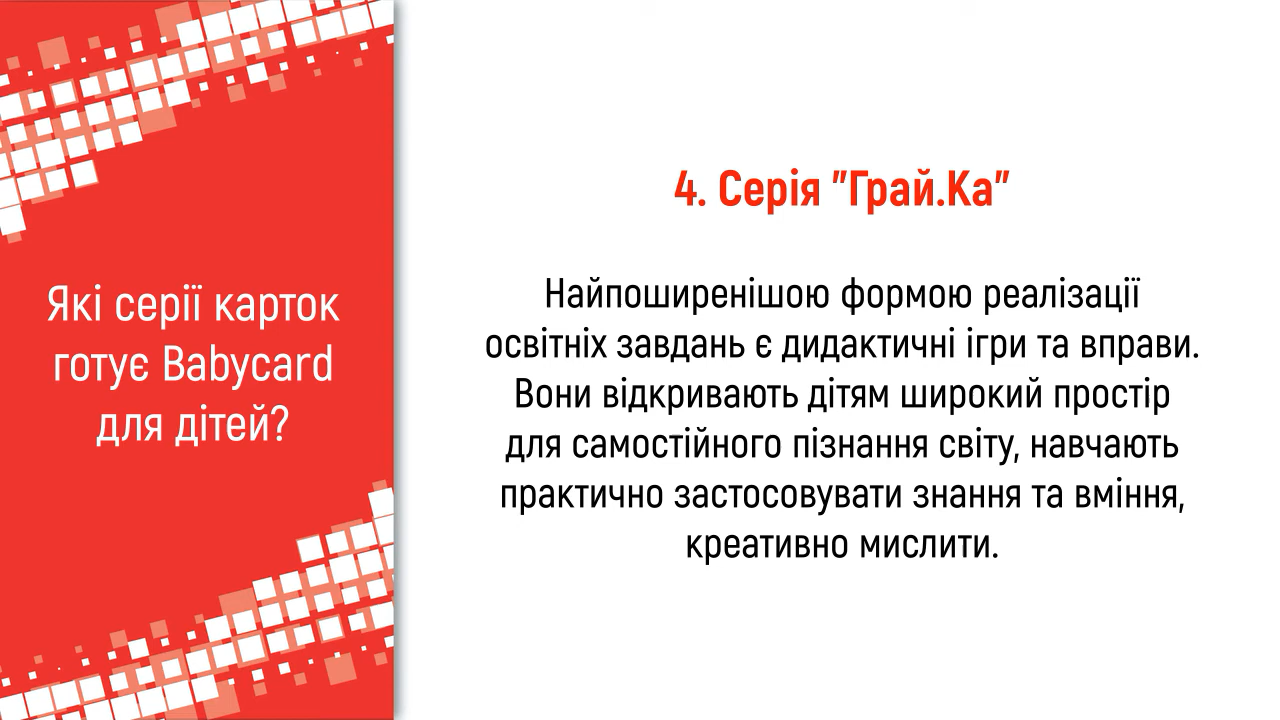 Які серії карток
готує Babycard
для дітей?
4. Серія "Грай.Ка"
Найпоширенішою формою реалізації
освітніх завдань є дидактичні ігри та вправи.
Вони відкривають дітям широкий простір
для самостійного пізнання світу, навчають
практично застосовувати знання та вміння,
креативно мислити.